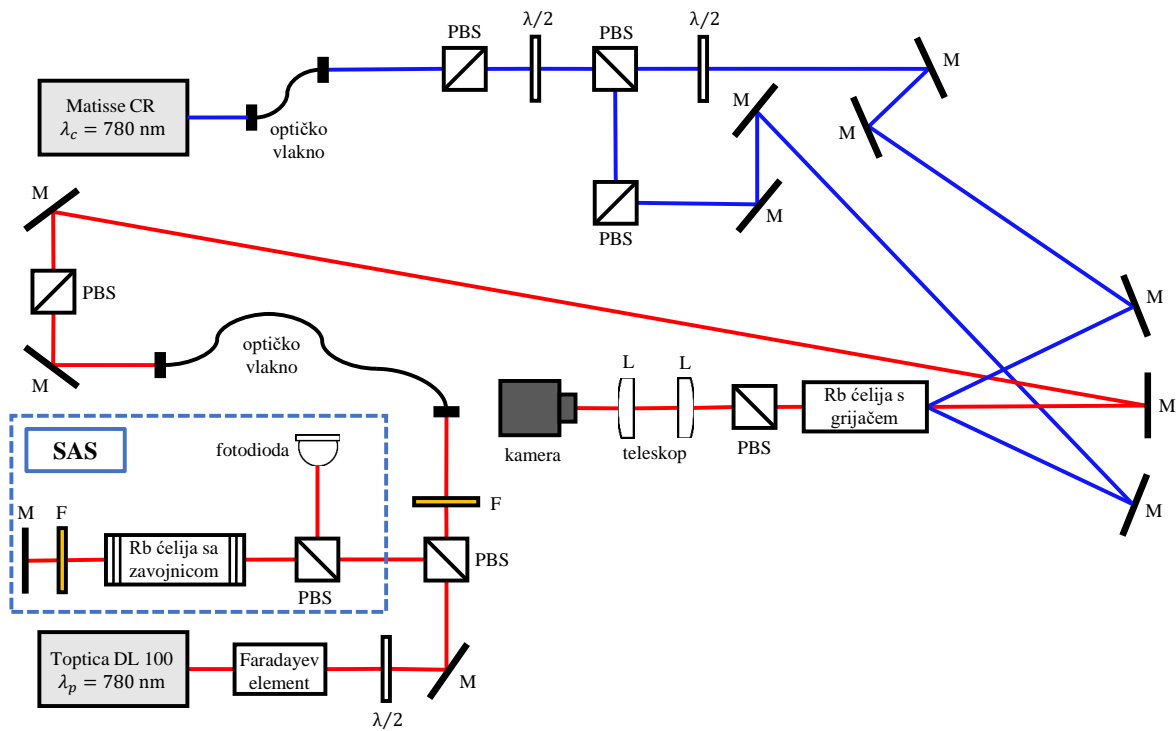 λ/2
λ/2
PBS
PBS
M
Matisse CR
λ_c = 780 nm
optičko
vlakno
M
M
M
M
PBS
M
PBS
M
optičko
vlakno
L
L
Rb ćelija s
grijačem
M
M
PBS
kamera
teleskop
SAS
fotodioda
F
M
F
Rb ćelija sa
zavojnicom
PBS
PBS
M
Toptica DL 100
λ_p = 780 nm
Faradayev
element
M
λ/2